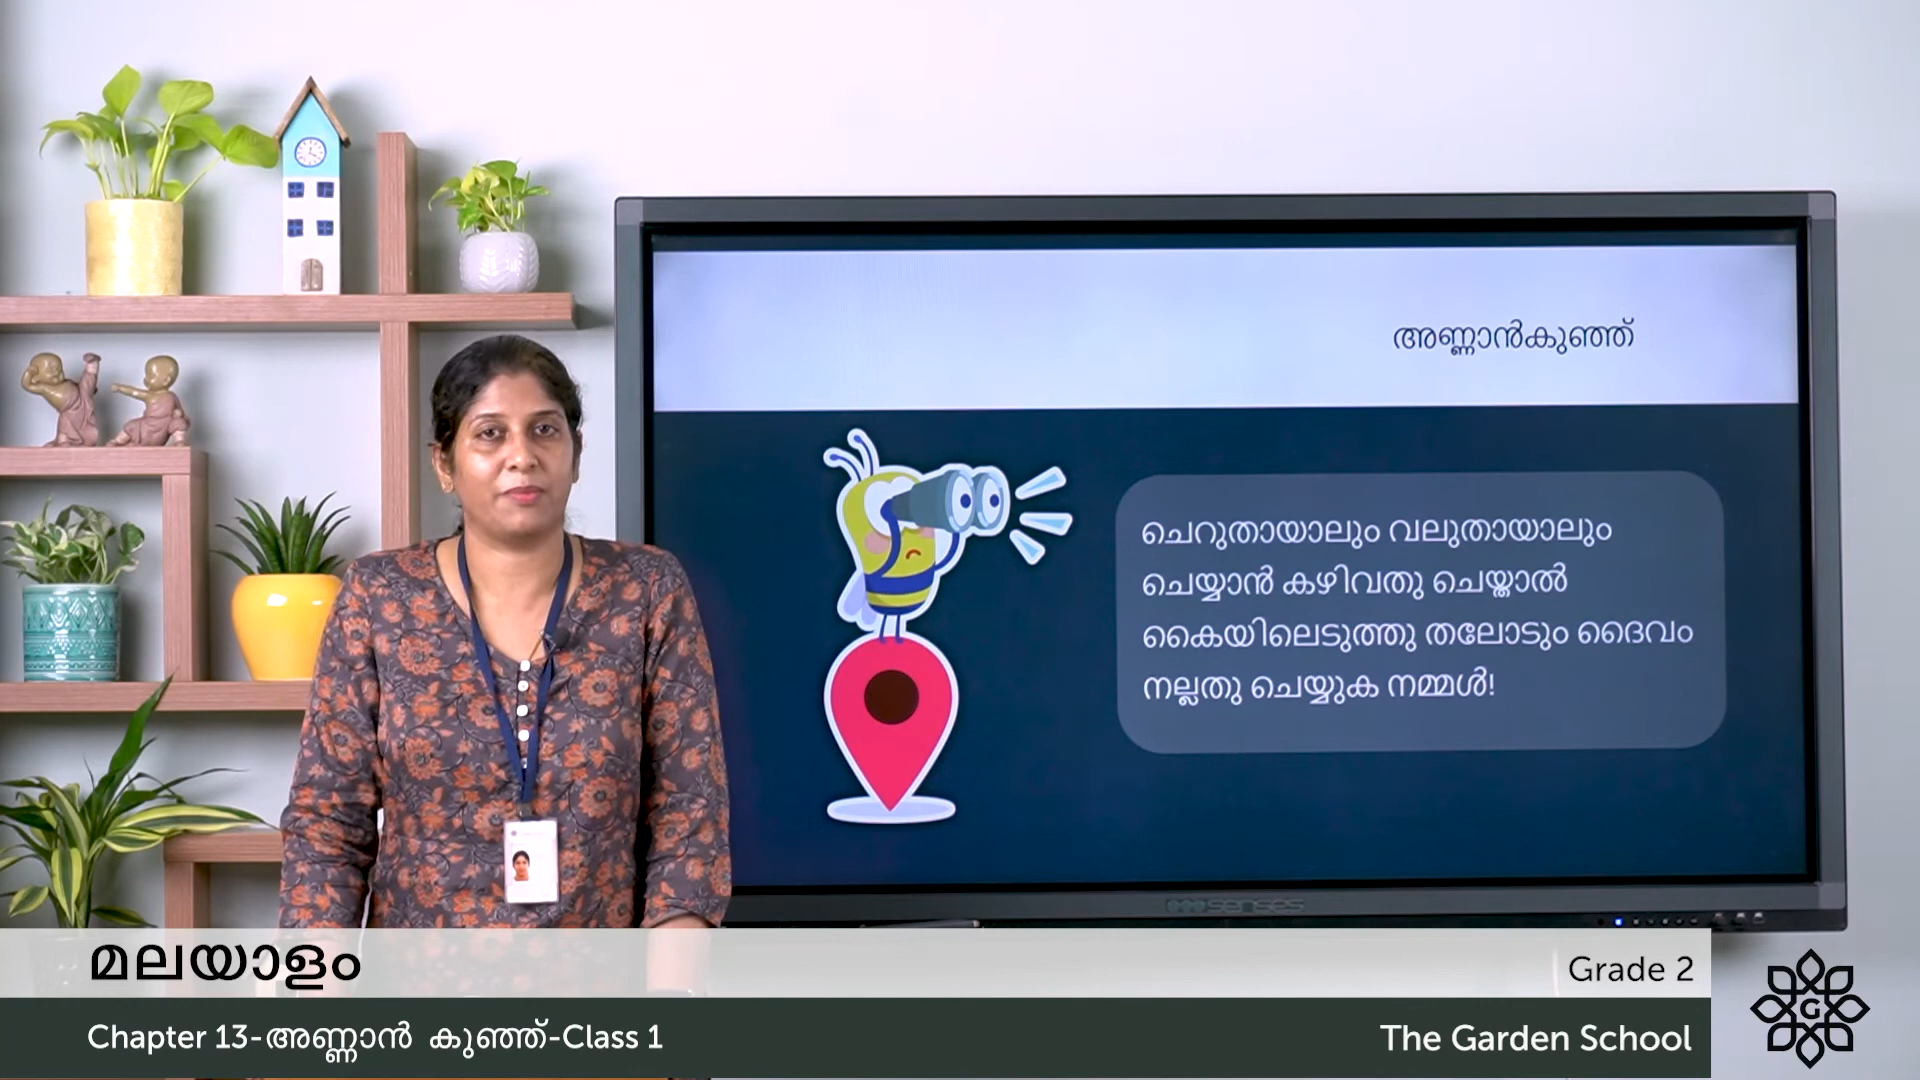 അണ്ണാൻകുഞ്ഞ്
ചെറുതായാലും വലുതായാലും
ചെയ്യാൻ കഴിവതു ചെയ്താൽ
കൈയിലെടുത്തു തലോടും ദൈവം
നല്ലതു ചെയ്യുക നമ്മൾ!
senses
മലയാളം
Grade 2
Chapter 13-അണ്ണാൻ കുഞ്ഞ്-Class 1
The Garden School
G